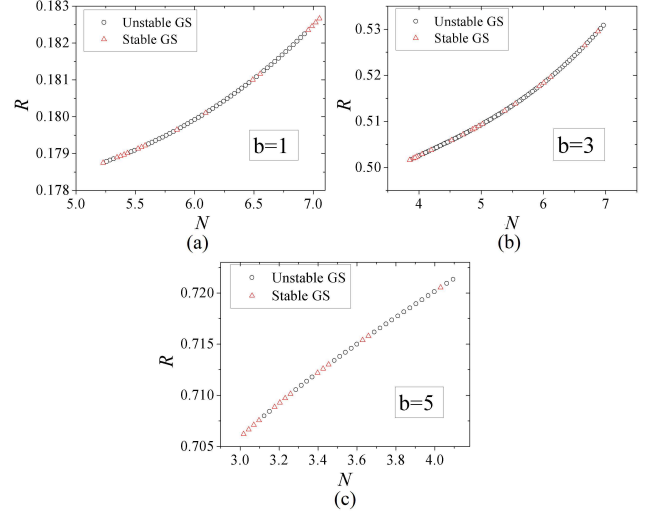 0.183
0.182
0.181
0.180
0.179
0.178
R
Unstable GS
Stable GS
b=1
5.0 5.5 6.0 6.5 7.0
N
(a)
0.53
0.52
0.51
0.50
R
Unstable GS
Stable GS
b=3
4 5 6 7
N
(b)
0.720
0.715
0.710
0.705
R
Unstable GS
Stable GS
b=5
3.0 3.2 3.4 3.6 3.8 4.0
N
(c)